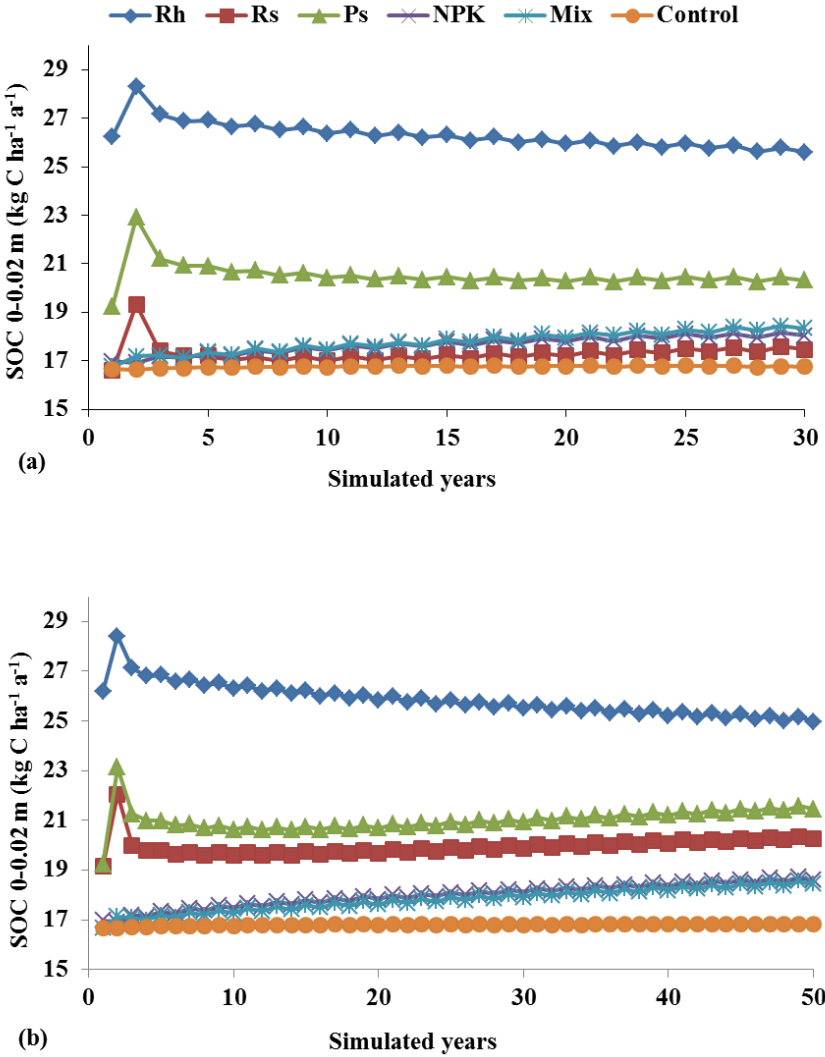 Rh Rs Ps NPK Mix Control
SOC 0-0.02 m (kg C ha⁻¹ a⁻¹)
29
27
25
23
21
19
17
15
0 5 10 15 20 25 30
(a)
Simulated years
SOC 0-0.02 m (kg C ha⁻¹ a⁻¹)
29
27
25
23
21
19
17
15
0 10 20 30 40 50
(b)
Simulated years